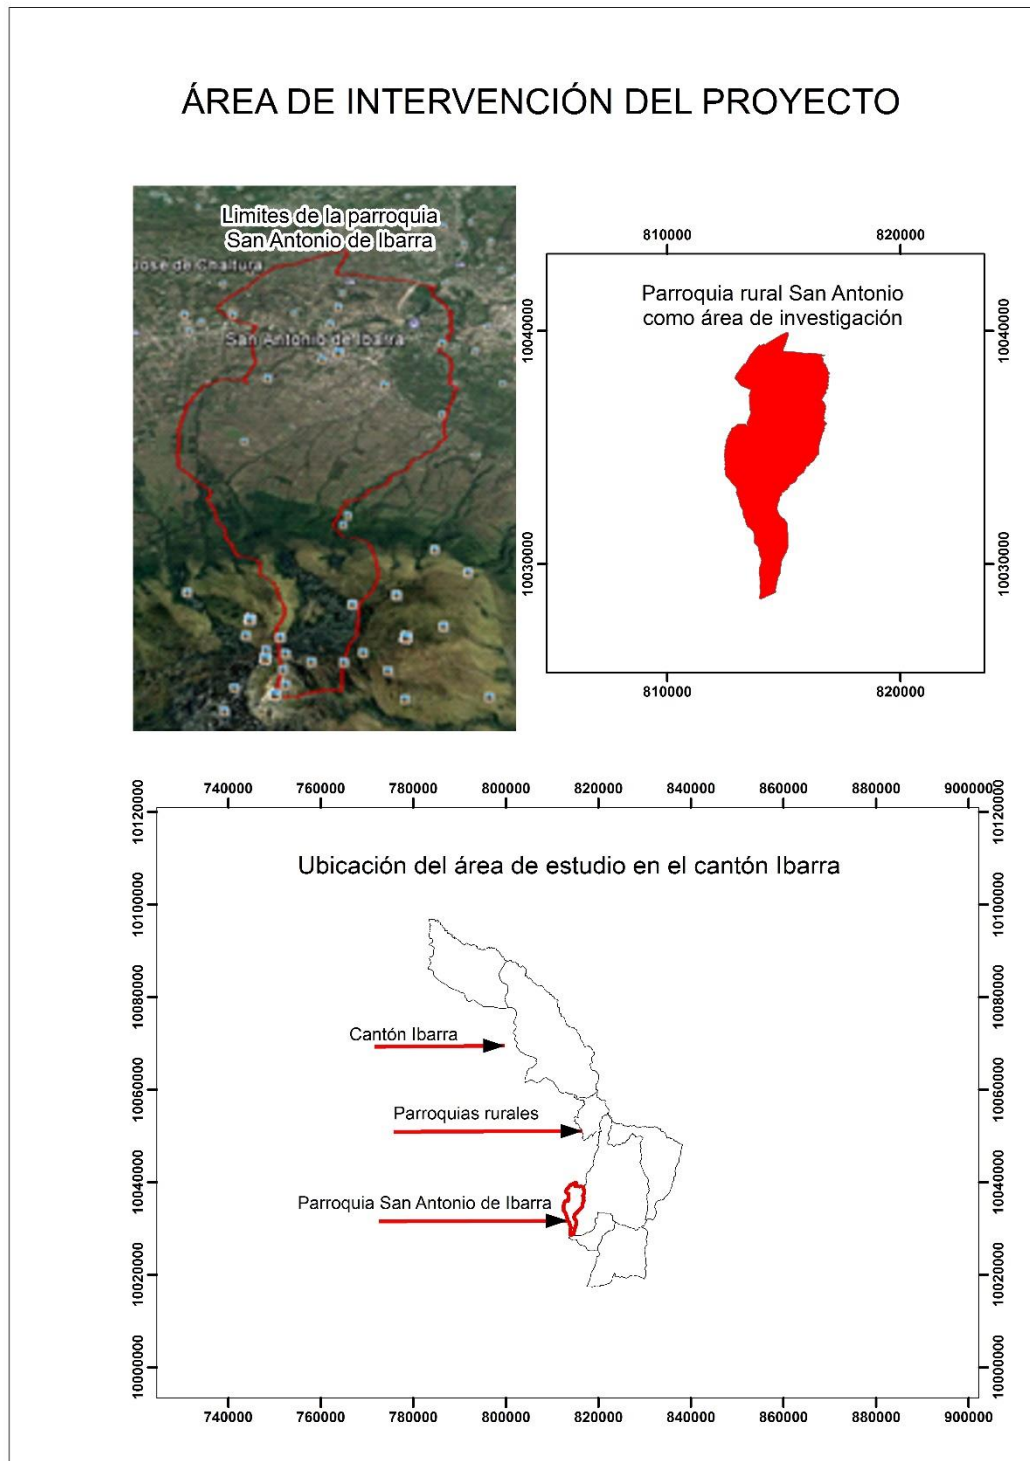 ÁREA DE INTERVENCIÓN DEL PROYECTO
Limites de la parroquia
San Antonio de Ibarra
José de Chaltura
San Antonio de Ibarra
810000 820000
Parroquia rural San Antonio
como área de investigación
10040000 10040000
10030000 10030000
810000 820000
740000 760000 780000 800000 820000 840000 860000 880000 900000
10120000 10120000
Ubicación del área de estudio en el cantón Ibarra
10100000 10100000
10080000 10080000
Cantón Ibarra
10060000 10060000
Parroquias rurales
10040000 10040000
Parroquia San Antonio de Ibarra
10020000 10020000
10000000 10000000
740000 760000 780000 800000 820000 840000 860000 880000 900000